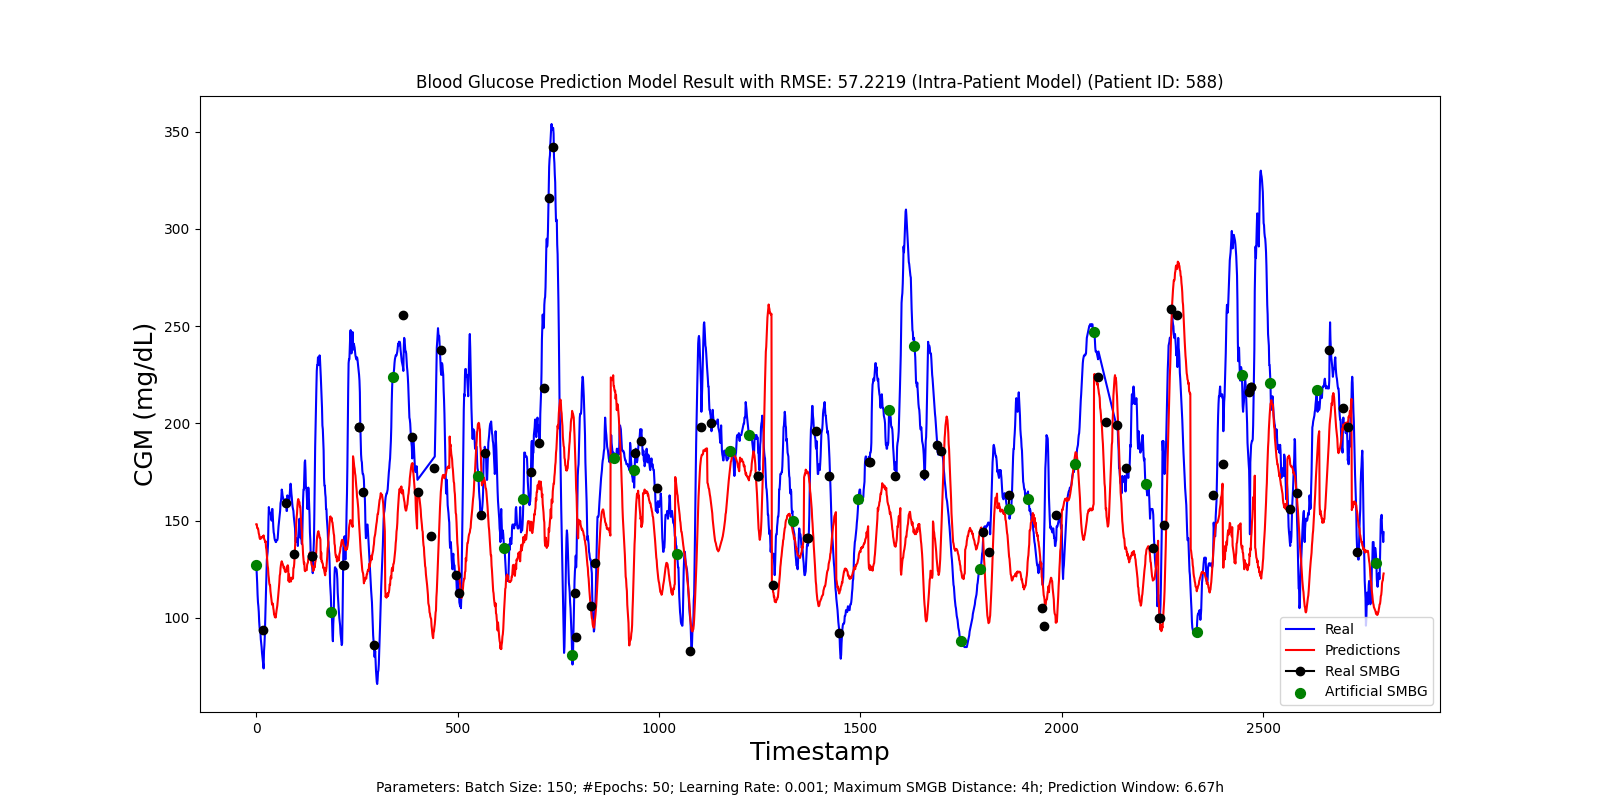 Blood Glucose Prediction Model Result with RMSE: 57.2219 (Intra-Patient Model) (Patient ID: 588)
CGM (mg/dL)
350
300
250
200
150
100
0 500 1000 1500 2000 2500
Timestamp
Real
Predictions
Real SMBG
Artificial SMBG
Parameters: Batch Size: 150; #Epochs: 50; Learning Rate: 0.001; Maximum SMGB Distance: 4h; Prediction Window: 6.67h